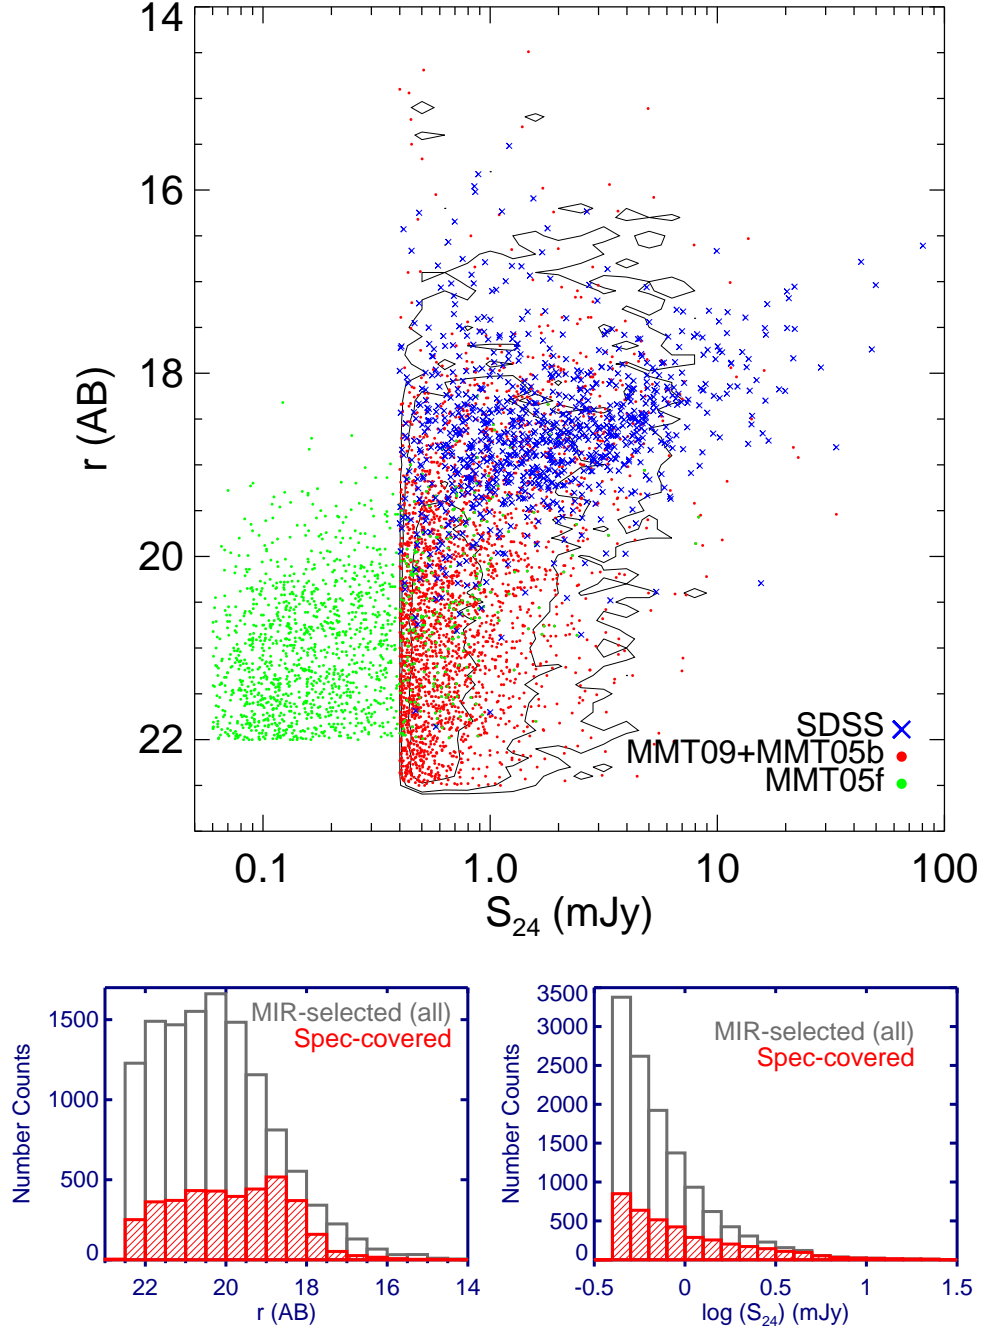 14
16
18
20
22
r (AB)
0.1
1.0
10
100
S24 (mJy)
SDSS
MMT09+MMT05b
MMT05f
1500
1000
500
0
Number Counts
MIR-selected (all)
Spec-covered
22
20
18
16
14
r (AB)
3500
3000
2500
2000
1500
1000
500
0
Number Counts
MIR-selected (all)
Spec-covered
-0.5
0
0.5
1
1.5
log (S24) (mJy)